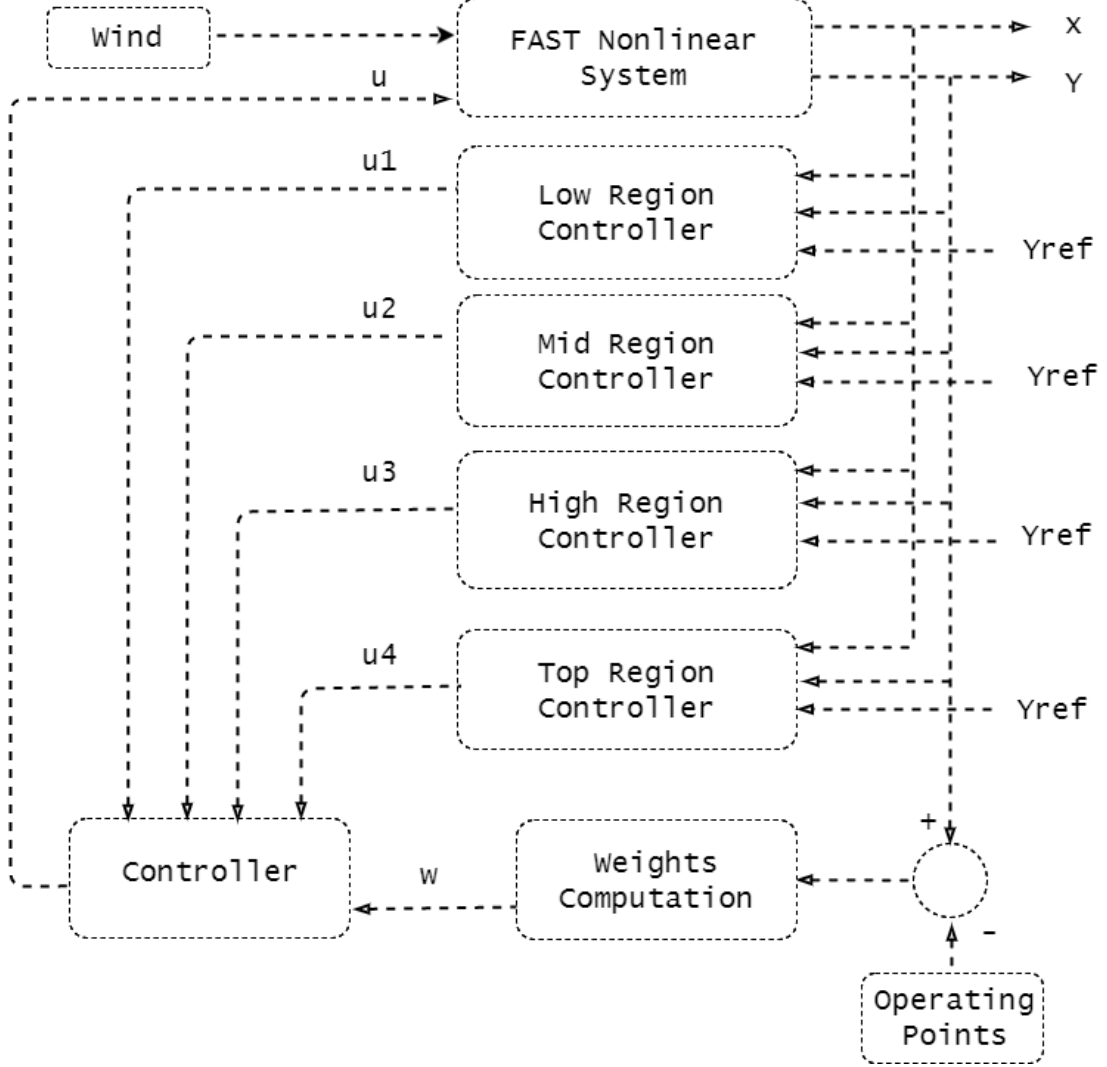 Wind
FAST Nonlinear
System
X
Y
u
u1
Low Region
Controller
Yref
u2
Mid Region
Controller
Yref
u3
High Region
Controller
Yref
u4
Top Region
Controller
Yref
+
Controller
w
Weights
Computation
-
Operating
Points